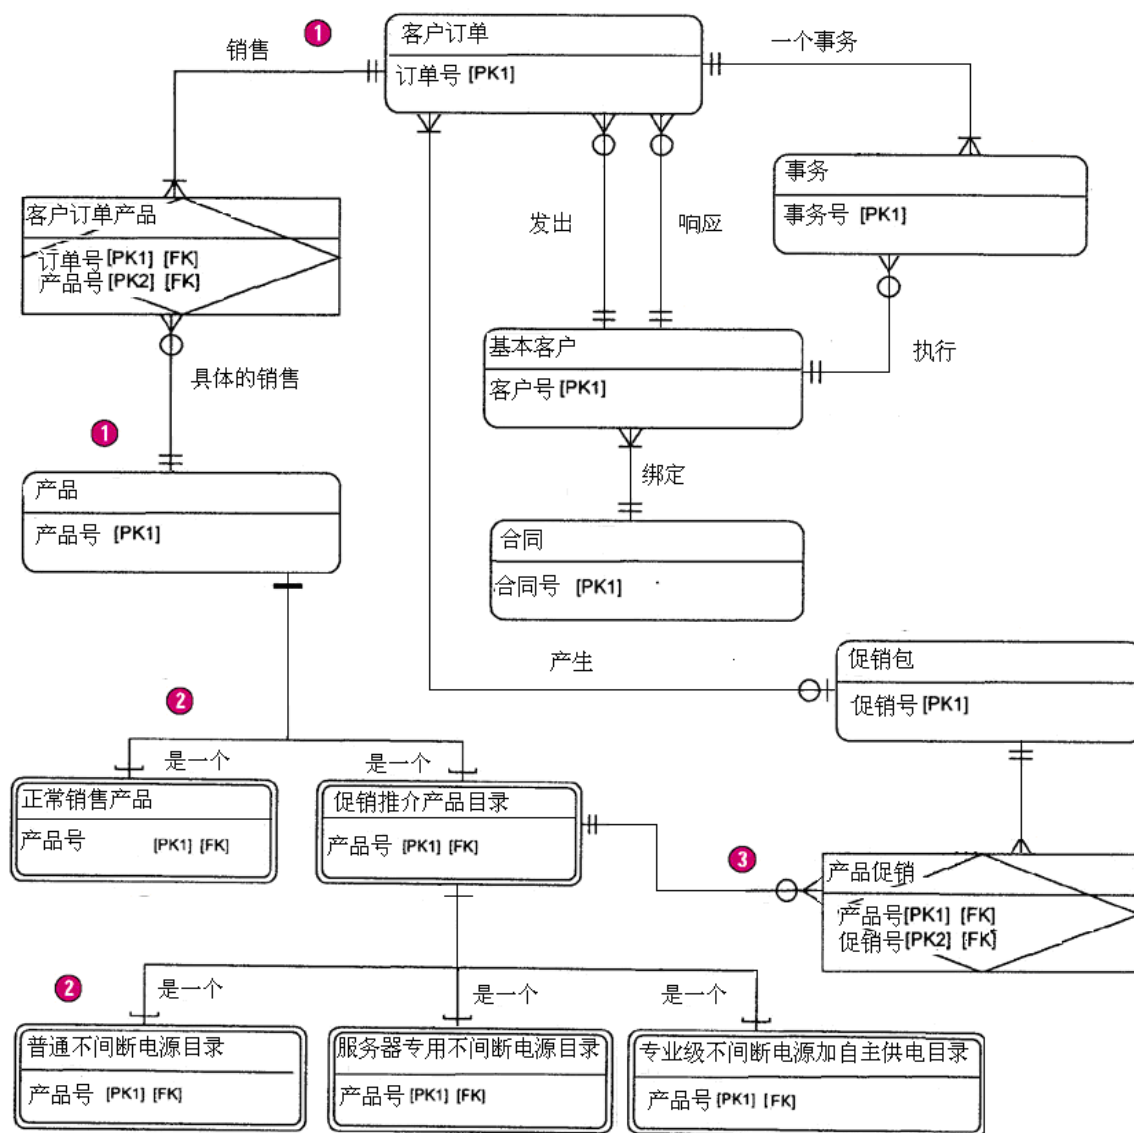 客户订单
订单号 [PK1]
销售
1
一个事务
事务
事务号 [PK1]
客户订单产品
订单号 [PK1] [FK]
产品号 [PK2] [FK]
发出
响应
执行
基本客户
客户号 [PK1]
具体的销售
1
产品
产品号 [PK1]
绑定
合同
合同号 [PK1]
产生
促销包
促销号 [PK1]
2
是一个
是一个
正常销售产品
产品号 [PK1] [FK]
促销推介产品目录
产品号 [PK1] [FK]
3
产品促销
产品号 [PK1] [FK]
促销号 [PK2] [FK]
2
是一个
是一个
是一个
普通不间断电源目录
产品号 [PK1] [FK]
服务器专用不间断电源目录
产品号 [PK1] [FK]
专业级不间断电源加自主供电目录
产品号 [PK1] [FK]